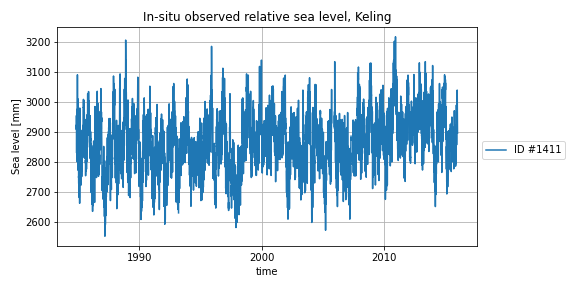 In-situ observed relative sea level, Keling
3200
3100
3000
2900
2800
2700
2600
Sea level [mm]
1990
2000
2010
time
ID #1411